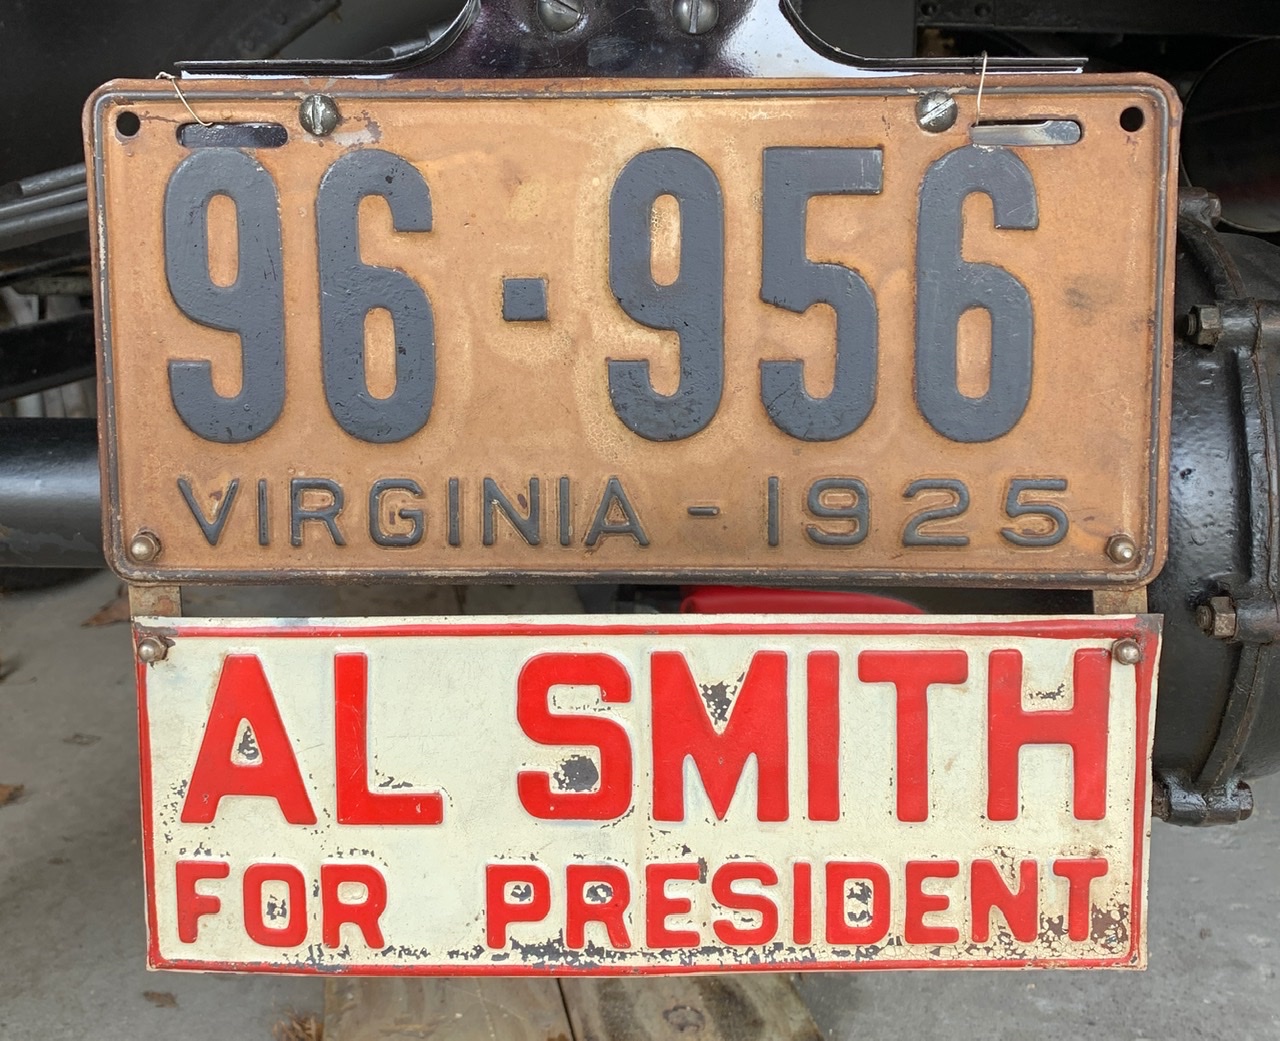 96·956
VIRGINIA - 1925
AL SMITH
FOR PRESIDENT